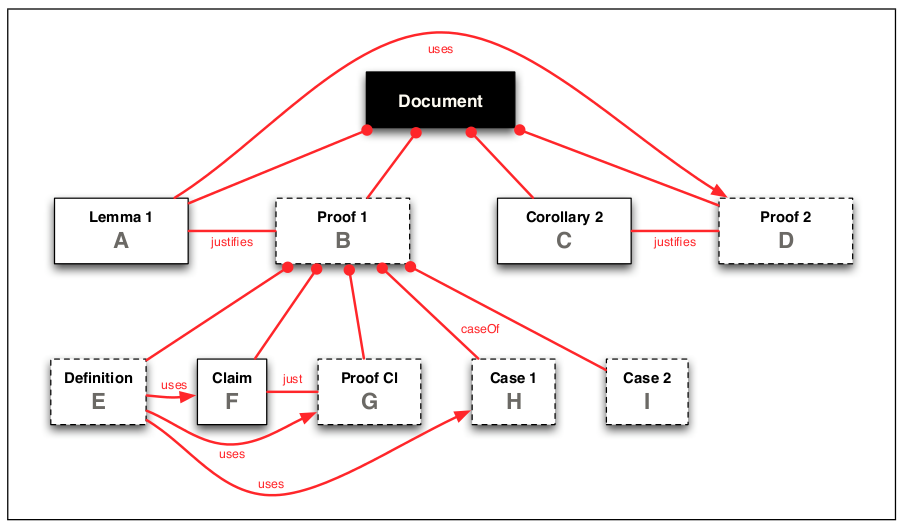 uses
Document
Lemma 1
A
justifies
Proof 1
B
Corollary 2
C
justifies
Proof 2
D
caseOf
Definition
E
uses
Claim
F
just
Proof Cl
G
Case 1
H
Case 2
I
uses
uses